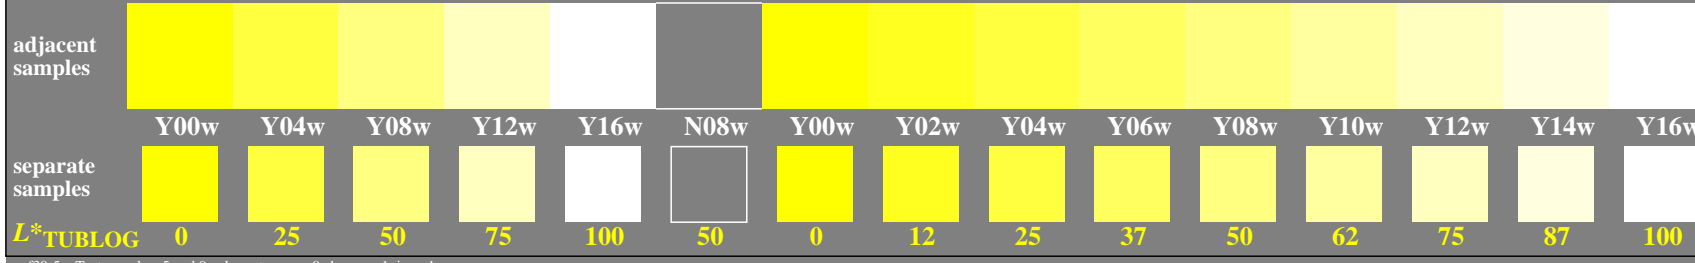 adjacent
samples
Y00w Y04w Y08w Y12w Y16w N08w Y00w Y02w Y04w Y06w Y08w Y10w Y12w Y14w Y16w
separate
samples
L*TUBLOG 0 25 50 75 100 50 0 12 25 37 50 62 75 87 100